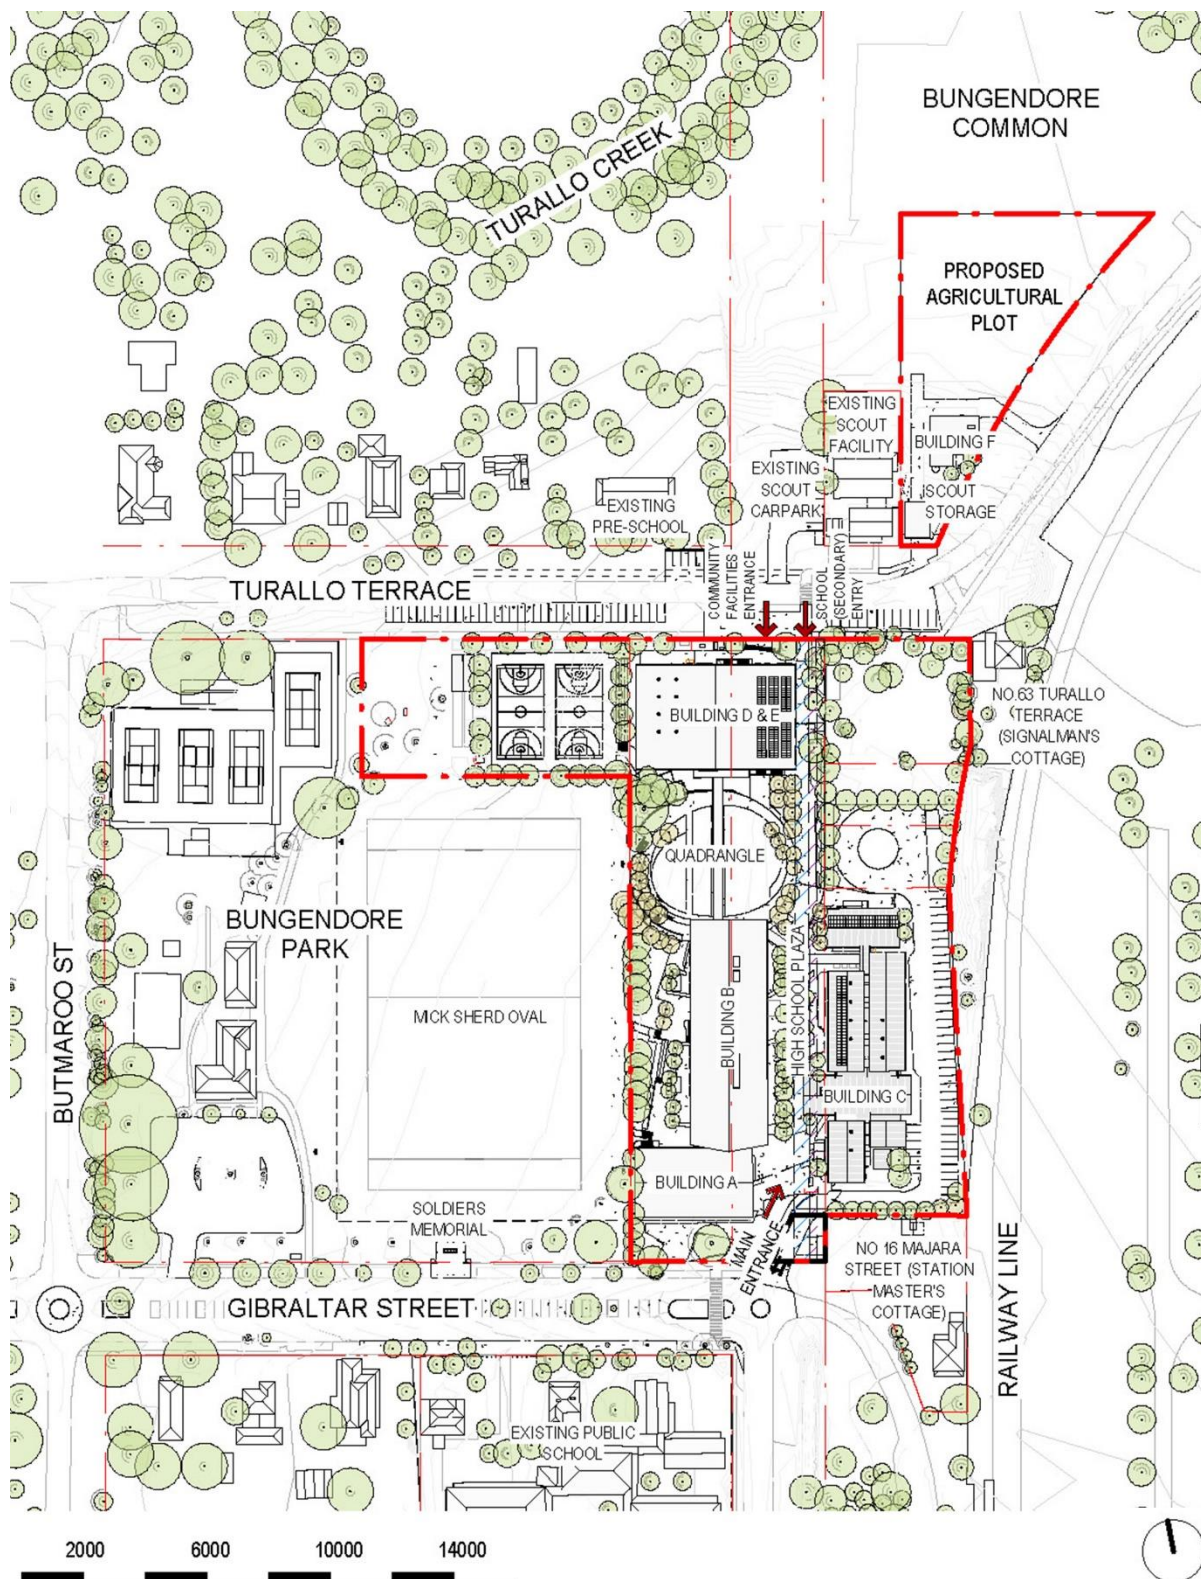 BUNGENDORE
COMMON
TURALLO CREEK
PROPOSED
AGRICULTURAL
PLOT
EXISTING
SCOUT
FACILITY
BUILDING F
EXISTING
SCOUT
CARPARK
SCOUT
STORAGE
EXISTING
PRE-SCHOOL
COMMUNITY
FACILITIES
ENTRANCE
SCHOOL
(SECONDARY)
ENTRY
TURALLO TERRACE
BUILDING D & E
NO.63 TURALLO
TERRACE
(SIGNALMAN'S
COTTAGE)
QUADRANGLE
BUNGENDORE
PARK
BUTMAROO ST
MICK SHERD OVAL
BUILDING B
HIGH SCHOOL PLAZA
BUILDING C
BUILDING A
SOLDIERS
MEMORIAL
MAIN
ENTRANCE
NO 16 MAJARA
STREET (STATION
MASTER'S
COTTAGE)
GIBRALTAR STREET
RAILWAY LINE
EXISTING PUBLIC
SCHOOL
2000 6000 10000 14000